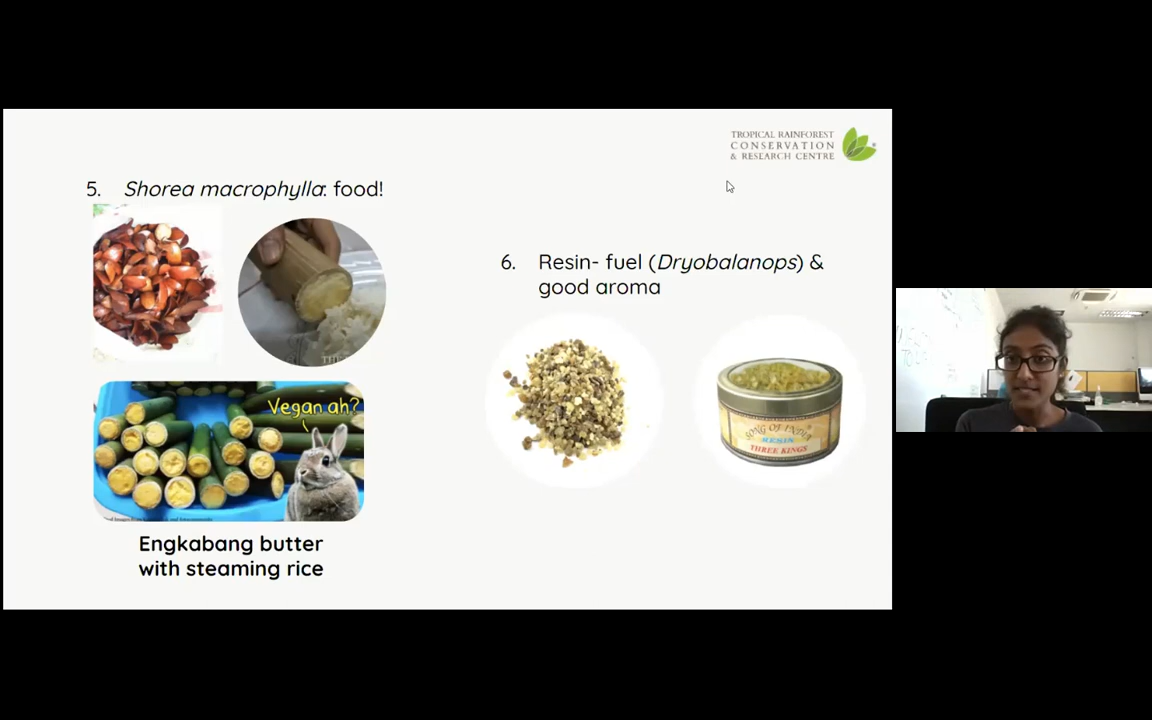 TROPICAL RAINFOREST
CONSERVATION
& RESEARCH CENTRE
5. Shorea macrophylla: food!
Vegan ah?
Engkabang butter
with steaming rice
6. Resin- fuel (Dryobalanops) &
good aroma
SONG OF INDIA
RESIN
THREE KINGS